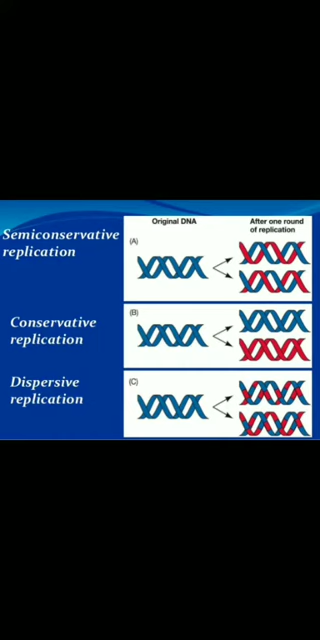 Original DNA
After one round
of replication
Semiconservative
replication
(A)
Conservative
replication
(B)
Dispersive
replication
(C)